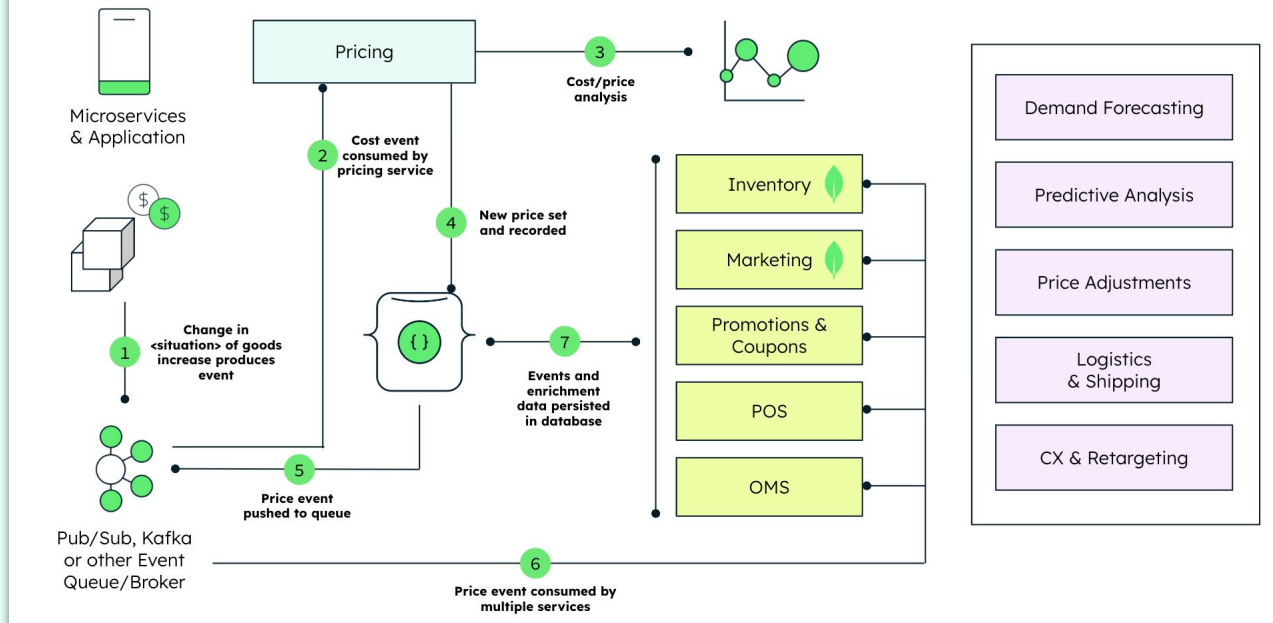 Microservices
& Application
$
$
1
Change in
<situation> of goods
increase produces
event
Pub/Sub, Kafka
or other Event
Queue/Broker
Pricing
2
Cost event
consumed by
pricing service
3
Cost/price
analysis
4
New price set
and recorded
{ }
5
Price event
pushed to queue
6
Price event consumed by
multiple services
7
Events and
enrichment
data persisted
in database
Inventory
Marketing
Promotions &
Coupons
POS
OMS
Demand Forecasting
Predictive Analysis
Price Adjustments
Logistics
& Shipping
CX & Retargeting